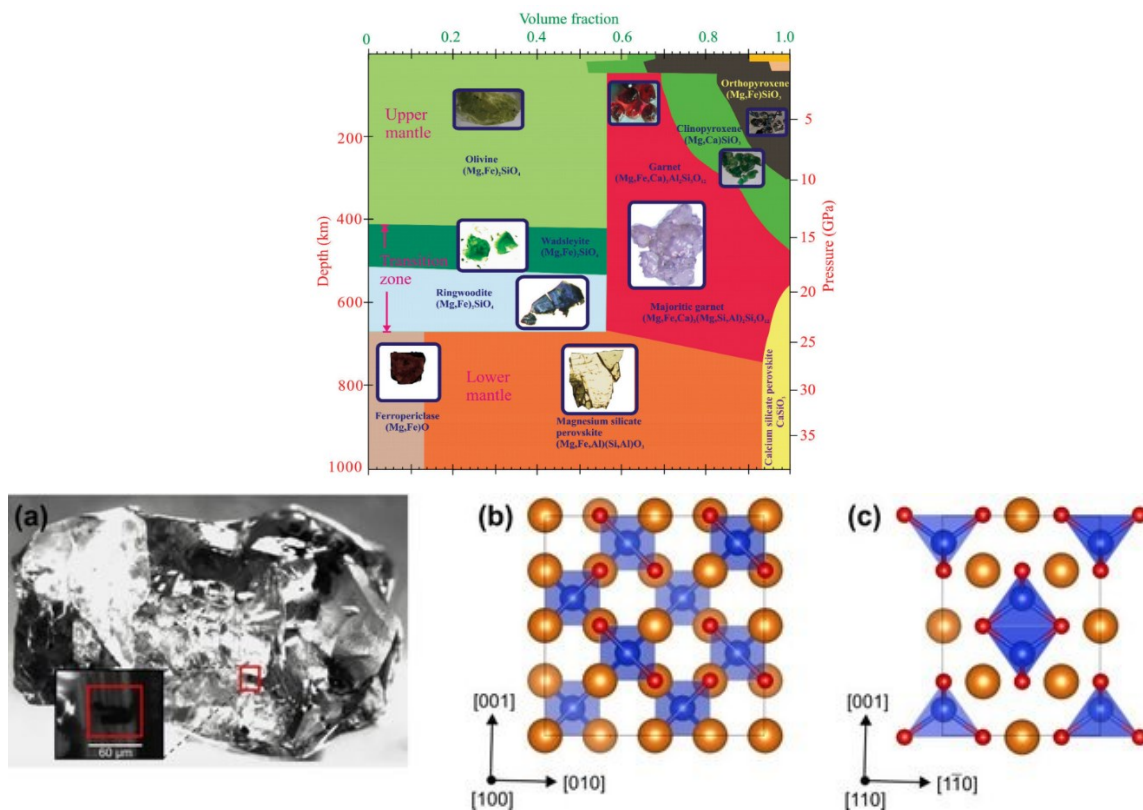 Volume fraction
0 0.2 0.4 0.6 0.8 1.0
Upper mantle
Olivine
(Mg,Fe)₂SiO₄
Orthopyroxene
(Mg,Fe)SiO₃
Clinopyroxene
(Mg,Ca)SiO₃
Garnet
(Mg,Fe,Ca)₃Al₂Si₃O₁₂
200
400
600
800
1000
Depth (km)
5
10
15
20
25
30
35
Pressure (GPa)
Transition
zone
Wadsleyite
(Mg,Fe)₂SiO₄
Ringwoodite
(Mg,Fe)₂SiO₄
Majoritic garnet
(Mg,Fe,Ca)₃(Mg,Si,Al)₂Si₃O₁₂
Lower
mantle
Ferropericlase
(Mg,Fe)O
Magnesium silicate
perovskite
(Mg,Fe,Al)(Si,Al)O₃
Calcium silicate perovskite
CaSiO₃
(a)
60 µm
(b)
[001]
[010]
[100]
(c)
[001]
[11̄0]
[110]